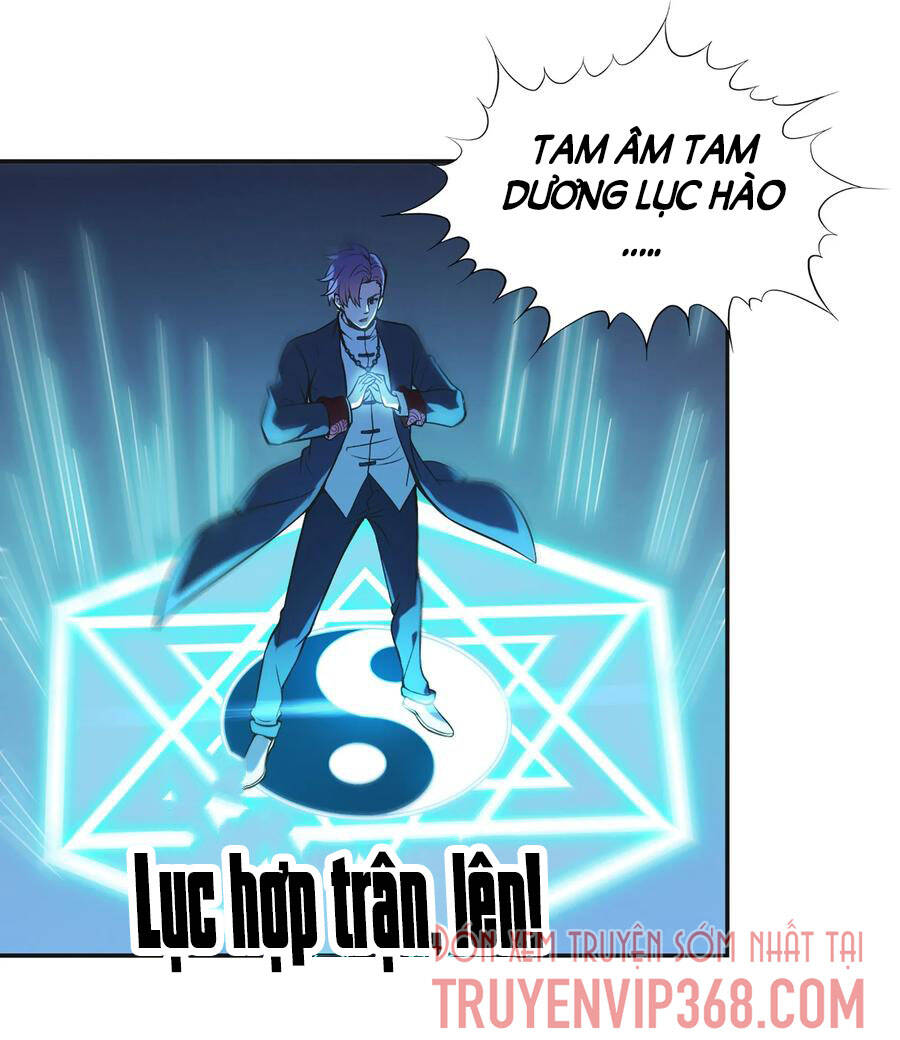 TAM ÂM TAM
DƯƠNG LỤC HÀO
.....
Lục hợp trận, lên!
ĐÓN XEM TRUYỆN SỚM NHẤT TẠI
TRUYENVIP368.COM